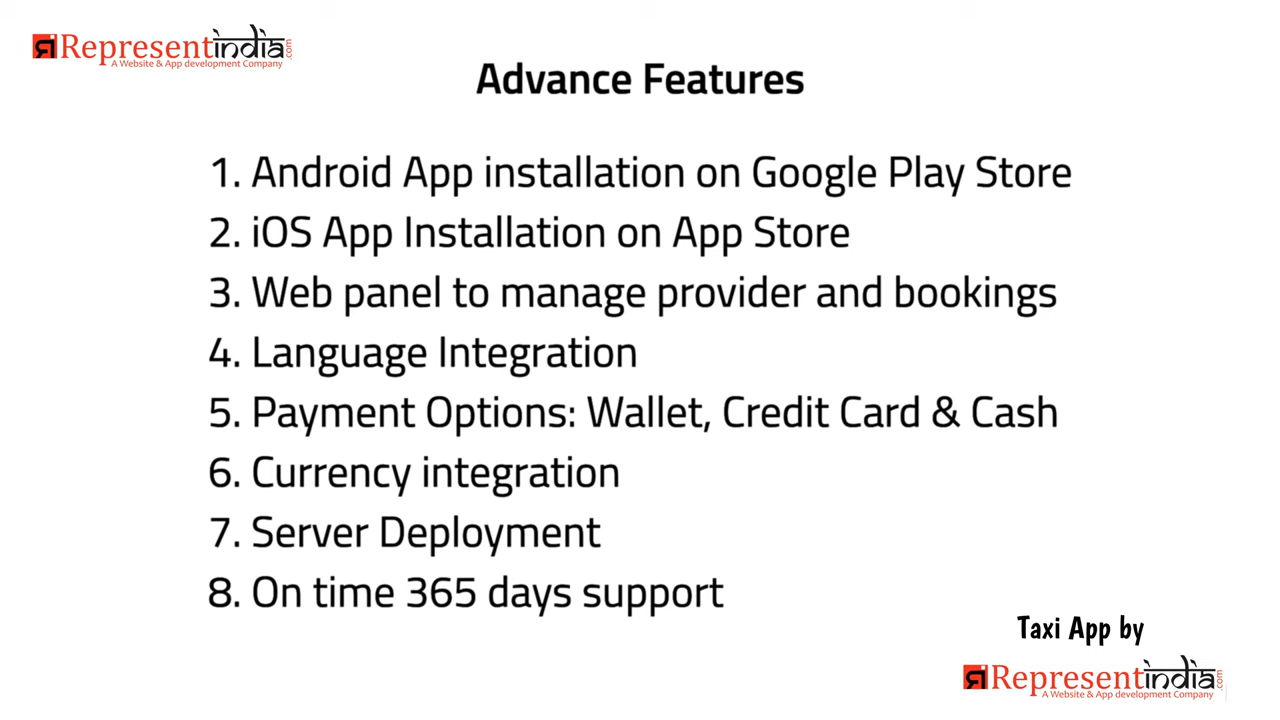 Representindia.com
A Website & App development Company
Advance Features
1. Android App installation on Google Play Store
2. iOS App Installation on App Store
3. Web panel to manage provider and bookings
4. Language Integration
5. Payment Options: Wallet, Credit Card & Cash
6. Currency integration
7. Server Deployment
8. On time 365 days support
Taxi App by
Representindia.com
A Website & App development Company